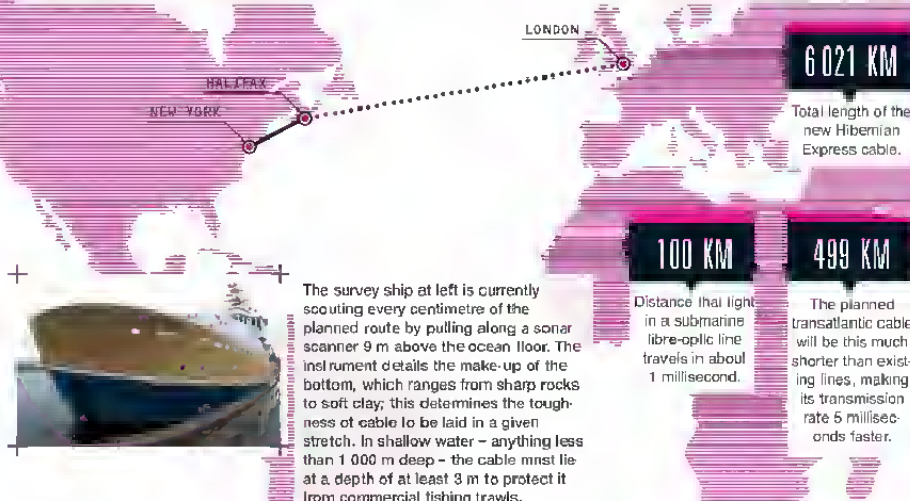 LONDON
HALIFAX
NEW YORK
6 021 KM
Total length of the
new Hibernian
Express cable.
100 KM
Distance that light
in a submarine
fibre-optic line
travels in about
1 millisecond.
499 KM
The planned
transatlantic cable
will be this much
shorter than exist-
ing lines, making
its transmission
rate 5 millisec-
onds faster.
The survey ship at left is currently
scouting every centimetre of the
planned route by pulling along a sonar
scanner 9 m above the ocean floor. The
instrument details the make-up of the
bottom, which ranges from sharp rocks
to soft clay; this determines the tough-
ness of cable to be laid in a given
stretch. In shallow water – anything less
than 1 000 m deep – the cable must lie
at a depth of at least 3 m to protect it
from commercial fishing trawls.